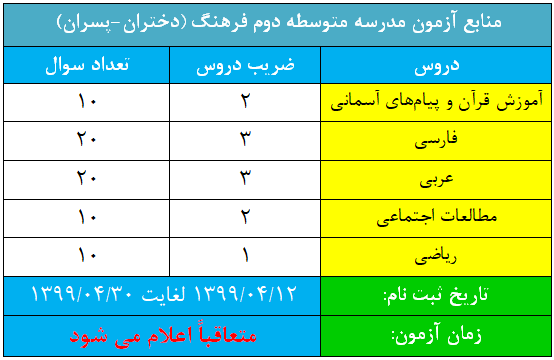 منابع آزمون مدرسه متوسطه دوم فرهنگ (دختران-پسران)
دروس ضریب دروس تعداد سوال
آموزش قرآن و پیام‌های آسمانی ۲ ۱۰
فارسی ۳ ۲۰
عربی ۳ ۲۰
مطالعات اجتماعی ۲ ۱۰
ریاضی ۱ ۱۰
تاریخ ثبت نام: ۱۳۹۹/۰۴/۱۲ لغایت ۱۳۹۹/۰۴/۳۰
زمان آزمون: متعاقباً اعلام می شود